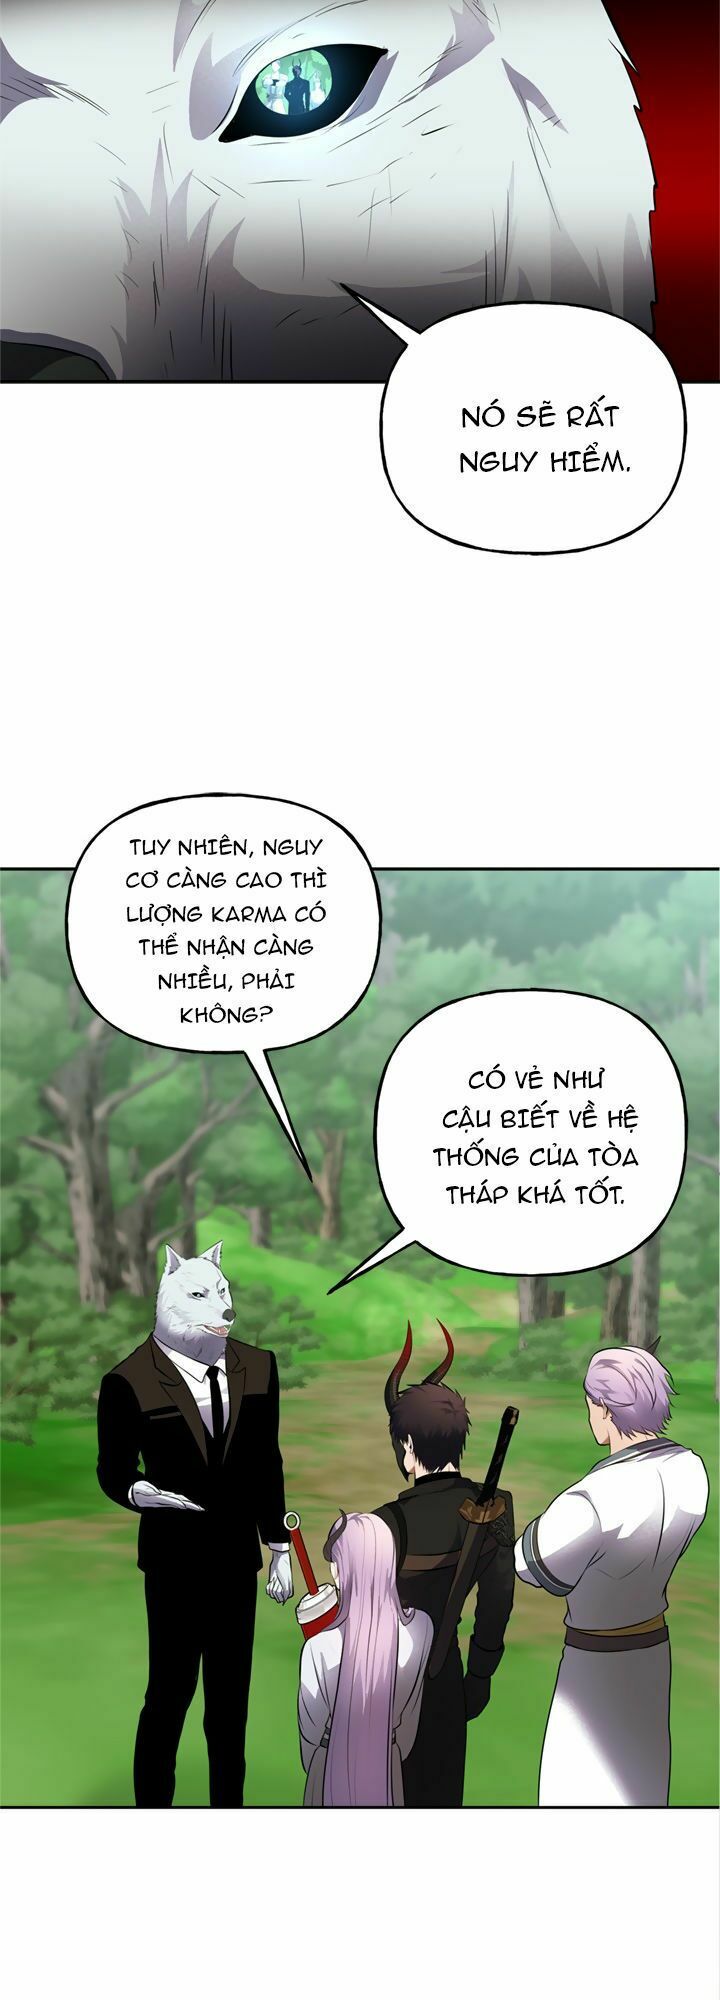 NÓ SẼ RẤT
NGUY HIỂM.
TUY NHIÊN, NGUY
CƠ CÀNG CAO THÌ
LƯỢNG KARMA CÓ
THỂ NHẬN CÀNG
NHIỀU, PHẢI
KHÔNG?
CÓ VẺ NHƯ
CẬU BIẾT VỀ HỆ
THỐNG CỦA TÒA
THÁP KHÁ TỐT.